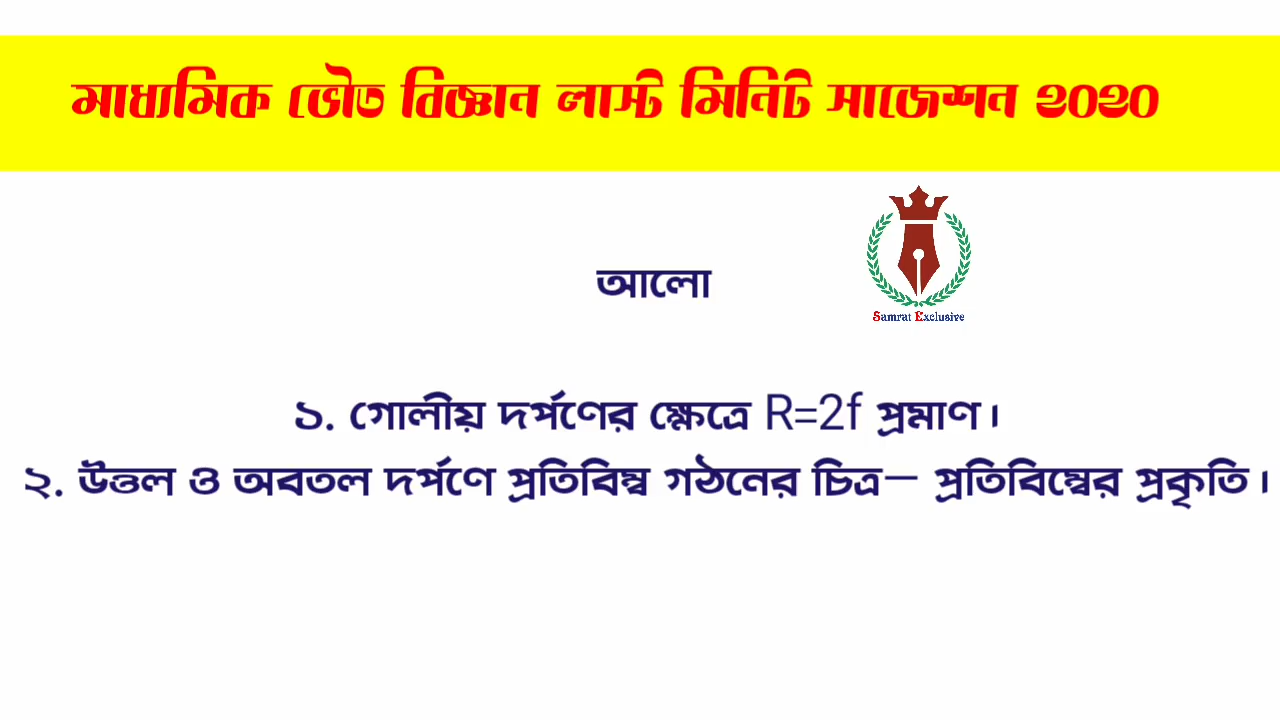 মাধ্যমিক ভৌত বিজ্ঞান লাস্ট মিনিট সাজেশন ২০২০
আলো
Samrat Exclusive
১. গোলীয় দর্পণের ক্ষেত্রে R=2f প্রমাণ।
২. উত্তল ও অবতল দর্পণে প্রতিবিম্ব গঠনের চিত্র— প্রতিবিম্বের প্রকৃতি।